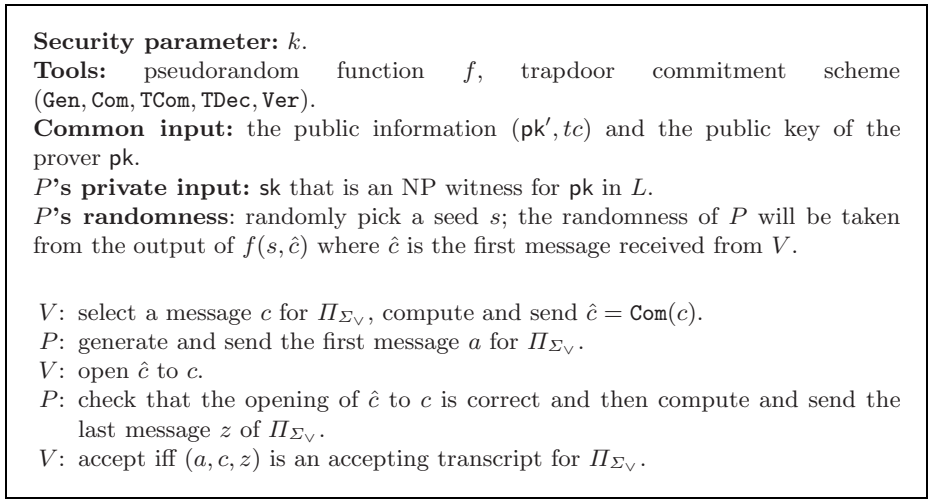 Security parameter: k.
Tools: pseudorandom function f, trapdoor commitment scheme
(Gen, Com, TCom, TDec, Ver).
Common input: the public information (pk′, tc) and the public key of the
prover pk.
P's private input: sk that is an NP witness for pk in L.
P's randomness: randomly pick a seed s; the randomness of P will be taken
from the output of f(s, ĉ) where ĉ is the first message received from V.
V: select a message c for Π_{Σ∨}, compute and send ĉ = Com(c).
P: generate and send the first message a for Π_{Σ∨}.
V: open ĉ to c.
P: check that the opening of ĉ to c is correct and then compute and send the
last message z of Π_{Σ∨}.
V: accept iff (a, c, z) is an accepting transcript for Π_{Σ∨}.